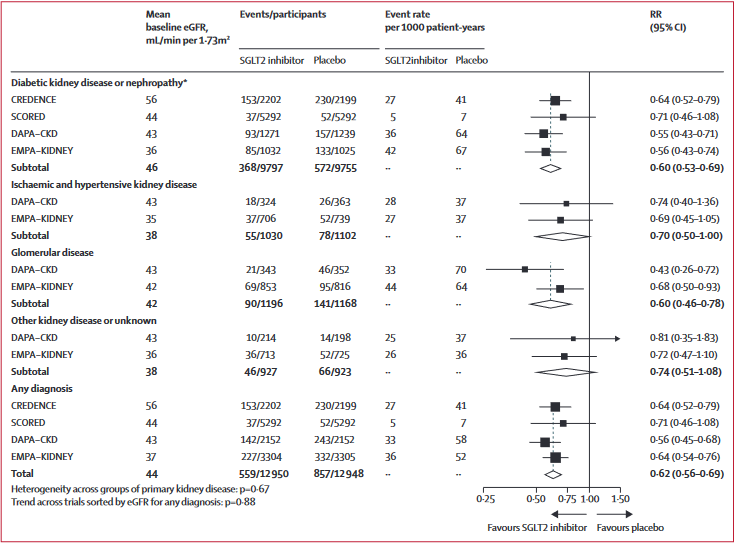 Mean baseline eGFR, mL/min per 1·73m² Events/participants Event rate per 1000 patient-years RR (95% CI)
SGLT2 inhibitor Placebo SGLT2inhibitor Placebo
Diabetic kidney disease or nephropathy*
CREDENCE 56 153/2202 230/2199 27 41 0·64 (0·52–0·79)
SCORED 44 37/5292 52/5292 5 7 0·71 (0·46–1·08)
DAPA–CKD 43 93/1271 157/1239 36 64 0·55 (0·43–0·71)
EMPA–KIDNEY 36 85/1032 133/1025 42 67 0·56 (0·43–0·74)
Subtotal 46 368/9797 572/9755 ·· ·· 0·60 (0·53–0·69)
Ischaemic and hypertensive kidney disease
DAPA–CKD 43 18/324 26/363 28 37 0·74 (0·40–1·36)
EMPA–KIDNEY 35 37/706 52/739 27 37 0·69 (0·45–1·05)
Subtotal 38 55/1030 78/1102 ·· ·· 0·70 (0·50–1·00)
Glomerular disease
DAPA–CKD 43 21/343 46/352 33 70 0·43 (0·26–0·72)
EMPA–KIDNEY 42 69/853 95/816 44 64 0·68 (0·50–0·93)
Subtotal 42 90/1196 141/1168 ·· ·· 0·60 (0·46–0·78)
Other kidney disease or unknown
DAPA–CKD 43 10/214 14/198 25 37 0·81 (0·35–1·83)
EMPA–KIDNEY 36 36/713 52/725 26 36 0·72 (0·47–1·10)
Subtotal 38 46/927 66/923 ·· ·· 0·74 (0·51–1·08)
Any diagnosis
CREDENCE 56 153/2202 230/2199 27 41 0·64 (0·52–0·79)
SCORED 44 37/5292 52/5292 5 7 0·71 (0·46–1·08)
DAPA–CKD 43 142/2152 243/2152 33 58 0·56 (0·45–0·68)
EMPA–KIDNEY 37 227/3304 332/3305 36 52 0·64 (0·54–0·76)
Total 44 559/12950 857/12948 ·· ·· 0·62 (0·56–0·69)
Heterogeneity across groups of primary kidney disease: p=0·67
Trend across trials sorted by eGFR for any diagnosis: p=0·88
0·25 0·50 0·75 1·00 1·50
Favours SGLT2 inhibitor Favours placebo